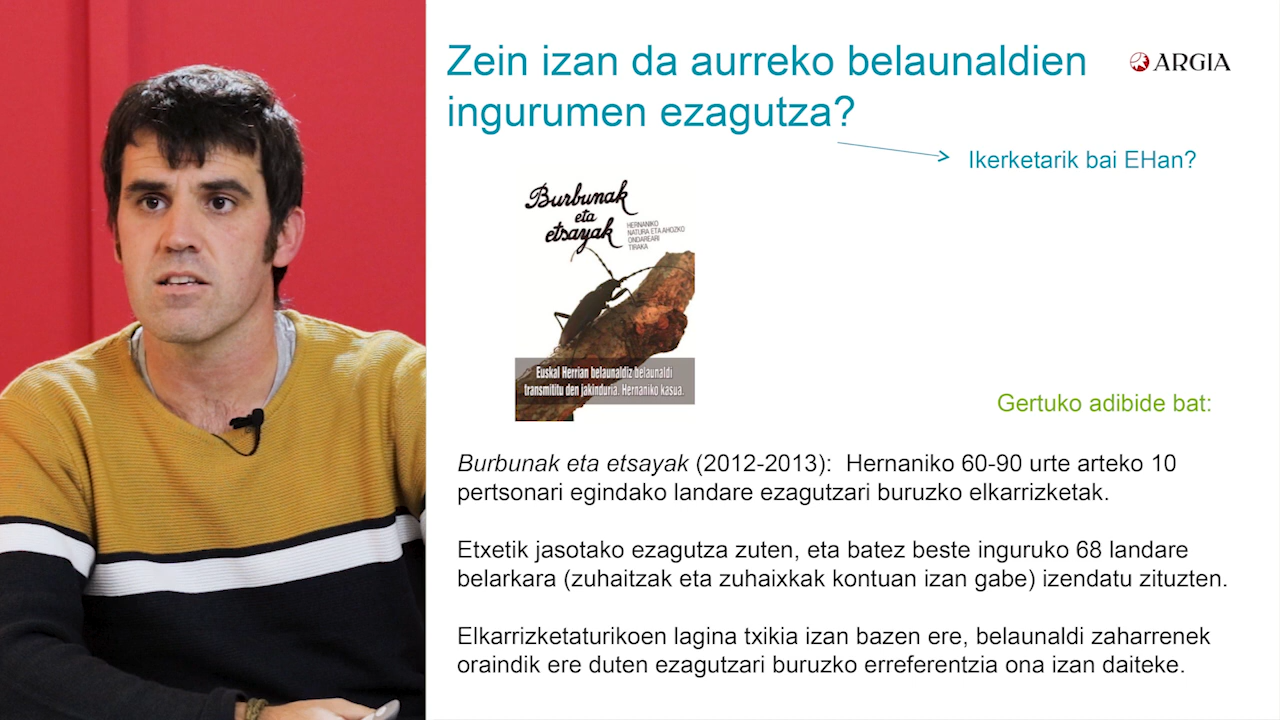 Zein izan da aurreko belaunaldien
ingurumen ezagutza?
ARGIA
Ikerketarik bai EHan?
Burbunak
eta
etsayak
HERNANIKO
NATURA ETA AHOZKO
ONDAREARI
TIRAKA
Euskal Herrian belaunaldiz belaunaldi
transmititu den jakinduria. Hernaniko kasua.
Gertuko adibide bat:
Burbunak eta etsayak (2012-2013): Hernaniko 60-90 urte arteko 10
pertsonari egindako landare ezagutzari buruzko elkarrizketak.
Etxetik jasotako ezagutza zuten, eta batez beste inguruko 68 landare
belarkara (zuhaitzak eta zuhaixkak kontuan izan gabe) izendatu zituzten.
Elkarrizketaturikoen lagina txikia izan bazen ere, belaunaldi zaharrenek
oraindik ere duten ezagutzari buruzko erreferentzia ona izan daiteke.